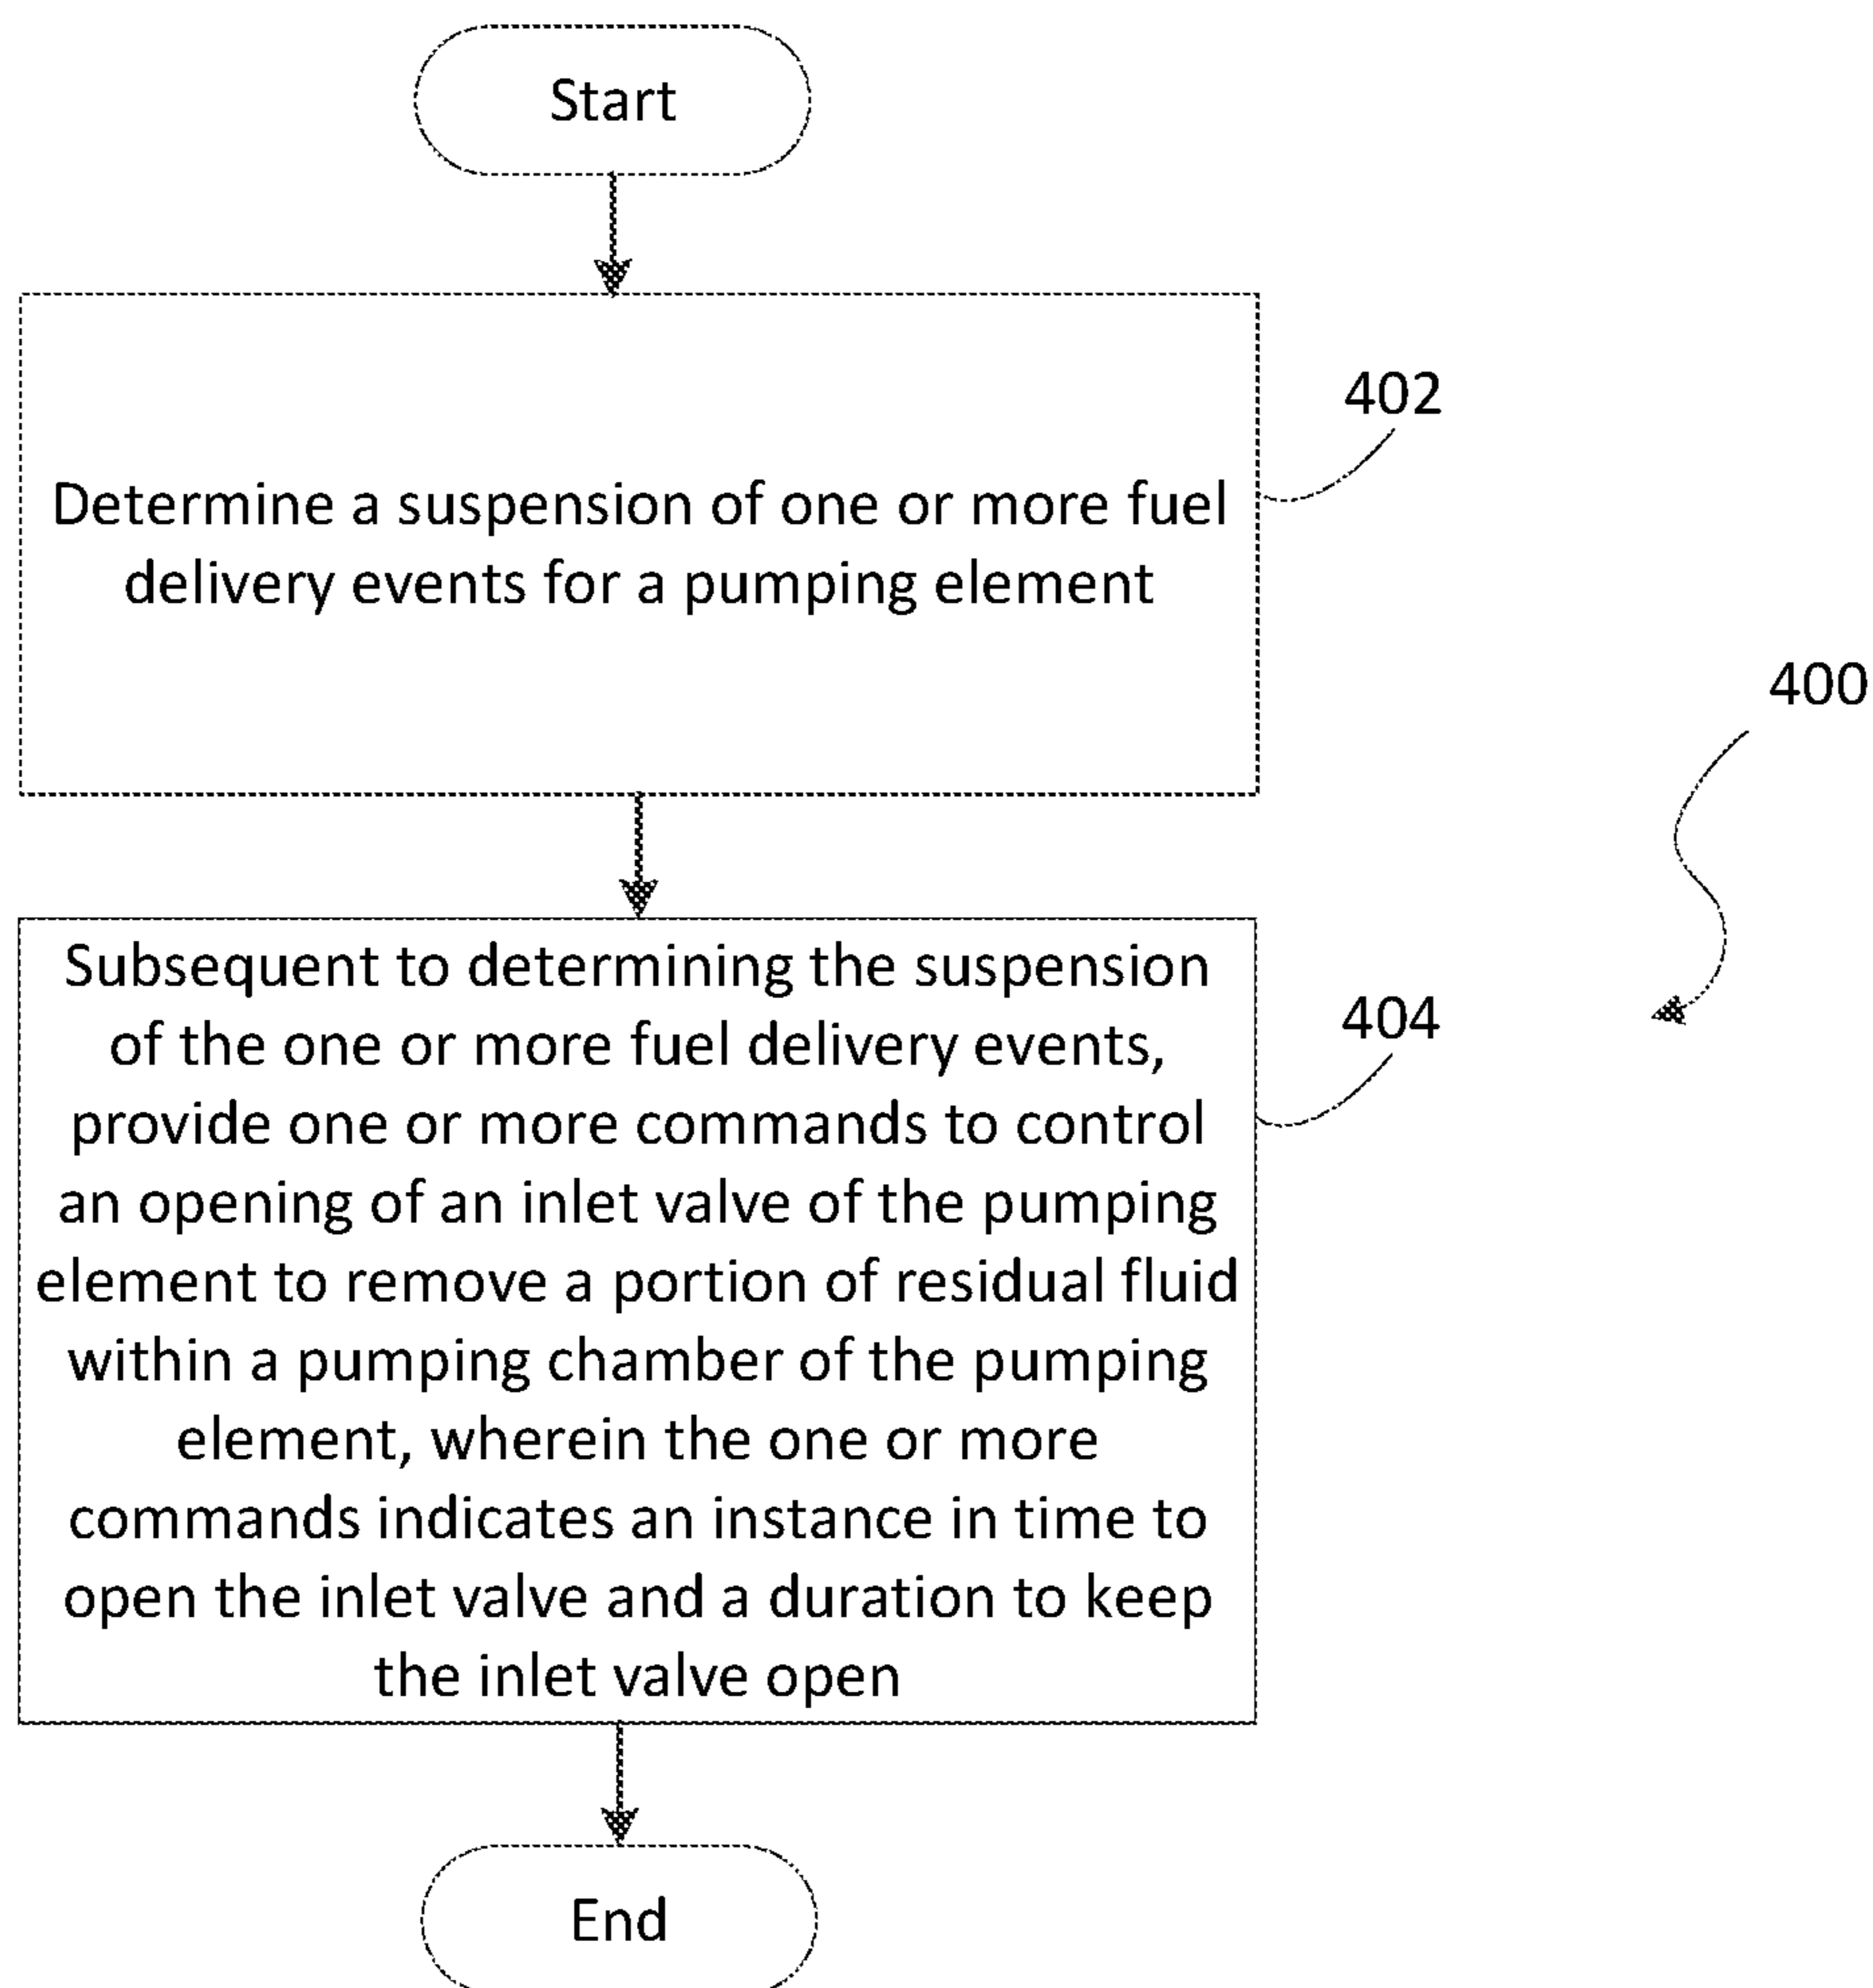 Start
402
Determine a suspension of one or more fuel
delivery events for a pumping element
400
Subsequent to determining the suspension
of the one or more fuel delivery events,
provide one or more commands to control
an opening of an inlet valve of the pumping
element to remove a portion of residual fluid
within a pumping chamber of the pumping
element, wherein the one or more
commands indicates an instance in time to
open the inlet valve and a duration to keep
the inlet valve open
404
End